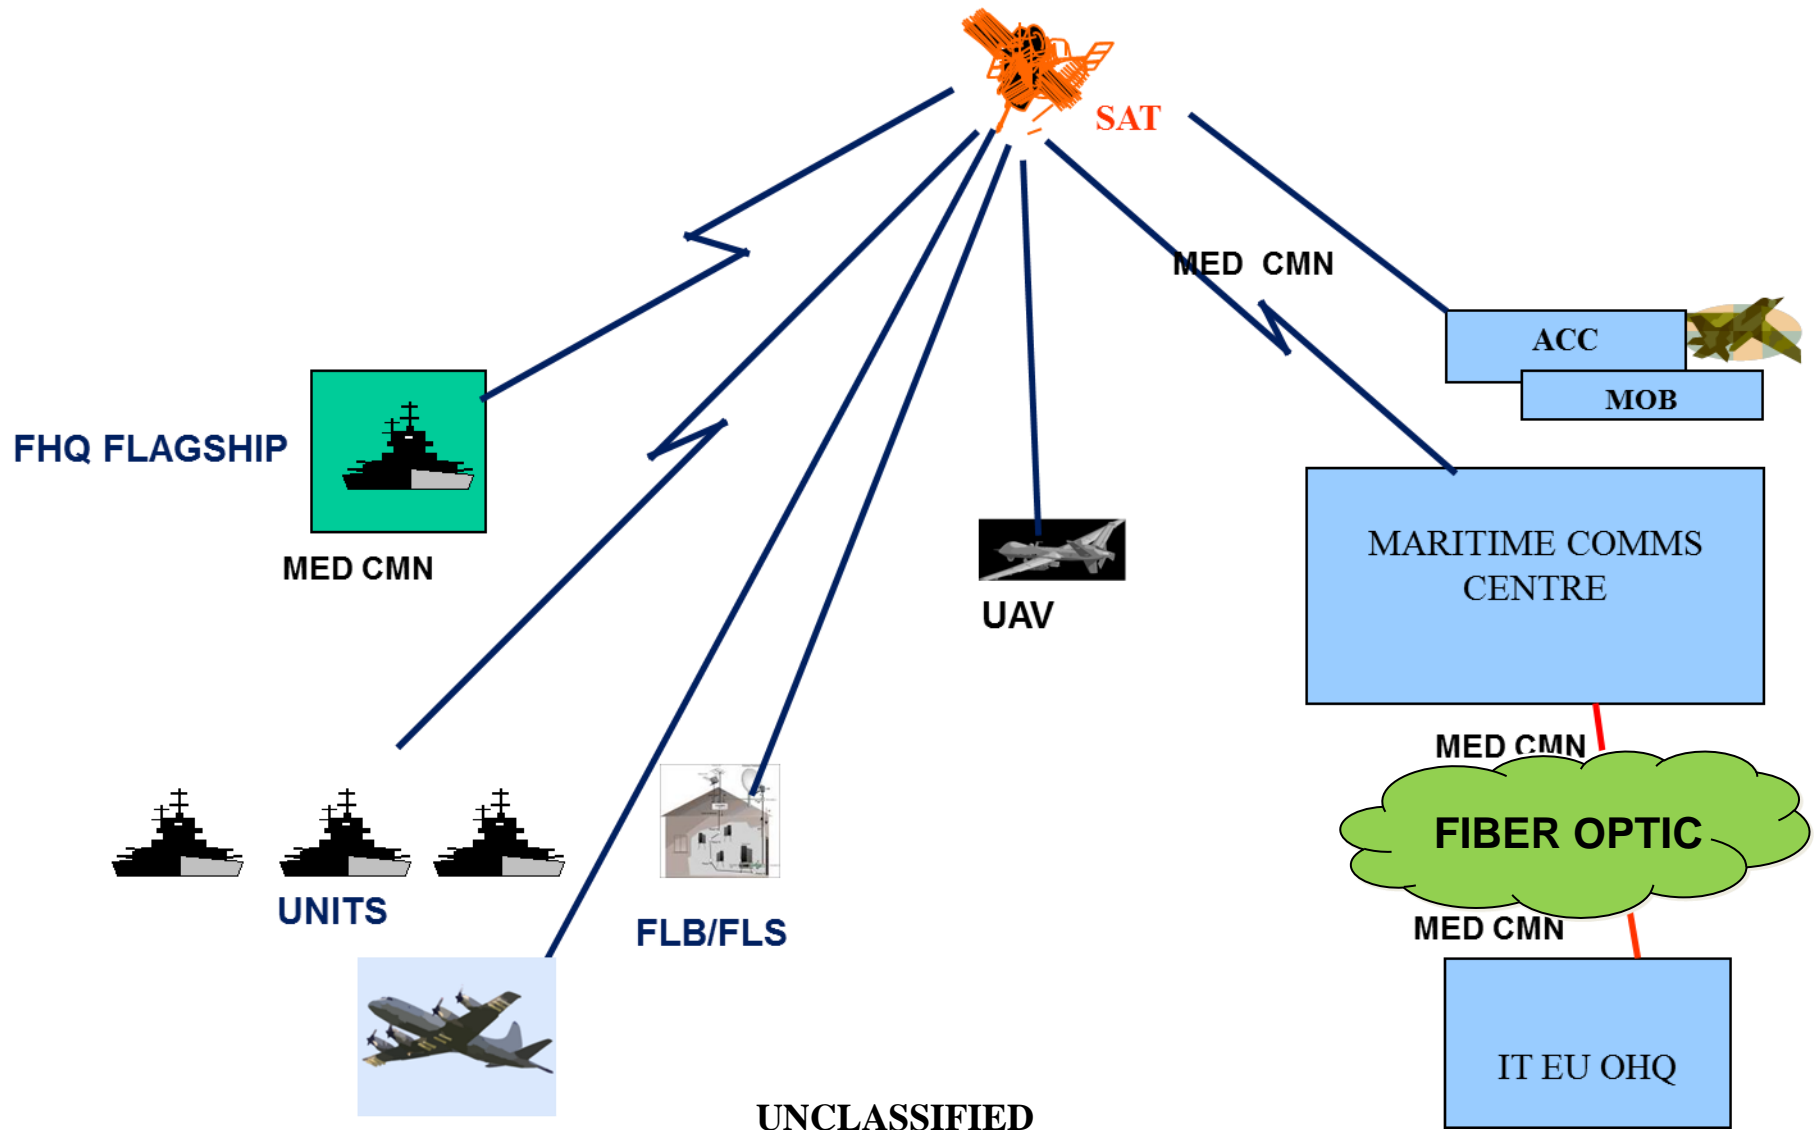 SAT
MED CMN
ACC
MOB
FHQ FLAGSHIP
MED CMN
MARITIME COMMS
CENTRE
UAV
MED CMN
FIBER OPTIC
UNITS
FLB/FLS
MED CMN
IT EU OHQ
UNCLASSIFIED